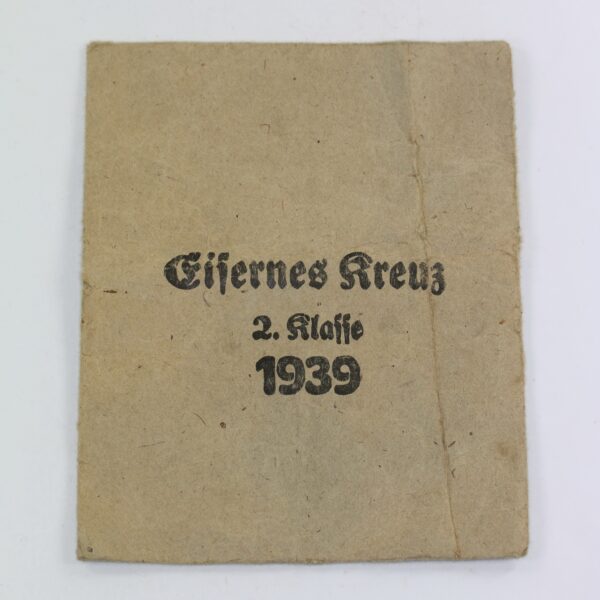 Eisernes Kreuz
2. Klasse
1939